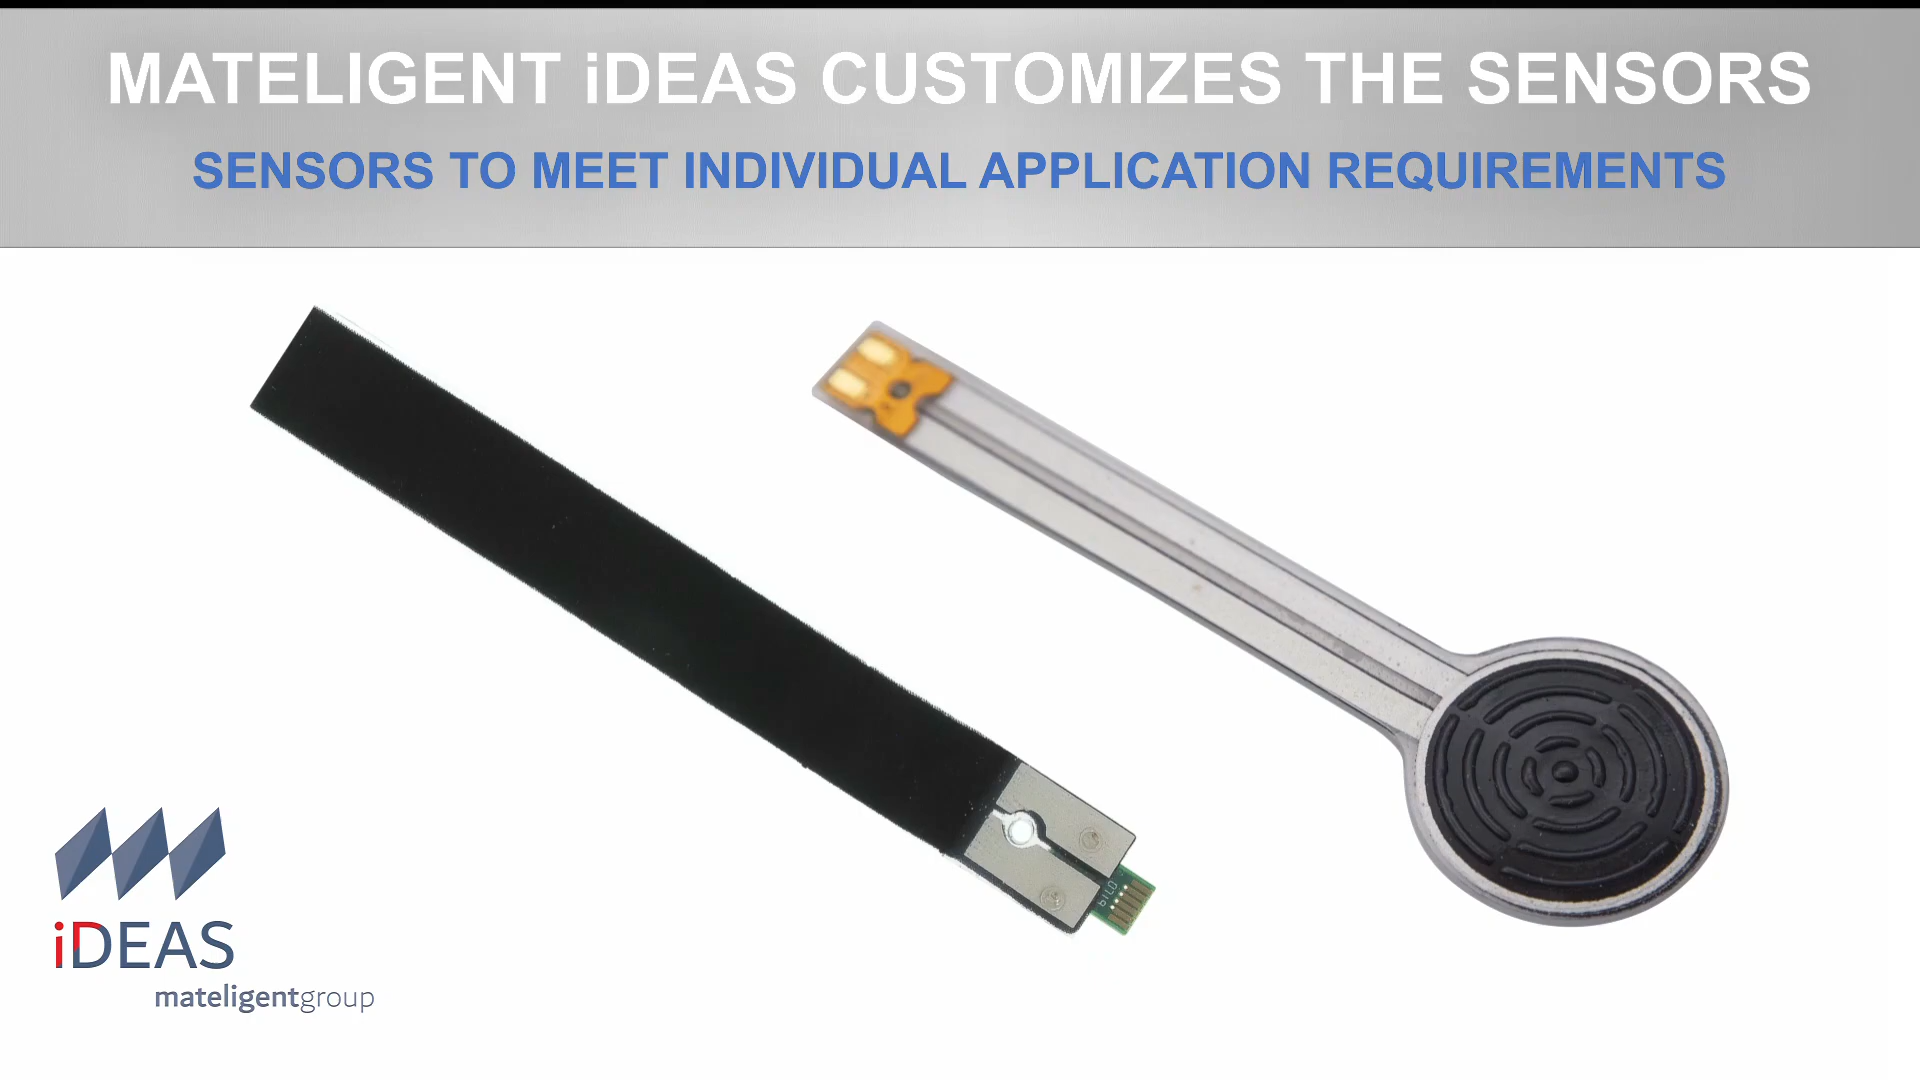 MATELIGENT iDEAS CUSTOMIZES THE SENSORS
SENSORS TO MEET INDIVIDUAL APPLICATION REQUIREMENTS
iDEAS
mateligentgroup